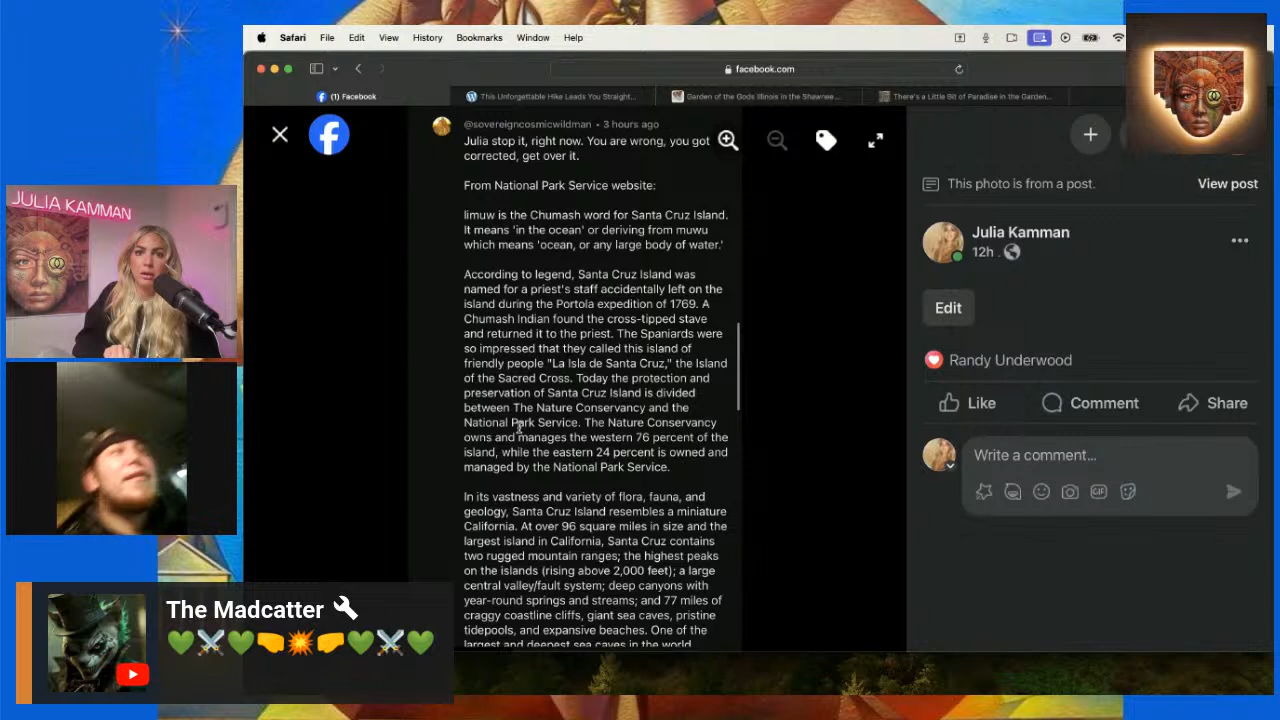 Safari File Edit View History Bookmarks Window Help
facebook.com
(1) Facebook
This Unforgettable Hike Leads You Straight...
Garden of the Gods Illinois in the Shawnee...
There's a Little Bit of Paradise in the Garden...
@sovereigncosmicwildman • 3 hours ago
Julia stop it, right now. You are wrong, you got
corrected, get over it.
From National Park Service website:
limuw is the Chumash word for Santa Cruz Island.
It means 'in the ocean' or deriving from muwu
which means 'ocean, or any large body of water.'
According to legend, Santa Cruz Island was
named for a priest's staff accidentally left on the
island during the Portola expedition of 1769. A
Chumash Indian found the cross-tipped stave
and returned it to the priest. The Spaniards were
so impressed that they called this island of
friendly people "La Isla de Santa Cruz," the Island
of the Sacred Cross. Today the protection and
preservation of Santa Cruz Island is divided
between The Nature Conservancy and the
National Park Service. The Nature Conservancy
owns and manages the western 76 percent of the
island, while the eastern 24 percent is owned and
managed by the National Park Service.
In its vastness and variety of flora, fauna, and
geology, Santa Cruz Island resembles a miniature
California. At over 96 square miles in size and the
largest island in California, Santa Cruz contains
two rugged mountain ranges; the highest peaks
on the islands (rising above 2,000 feet); a large
central valley/fault system; deep canyons with
year-round springs and streams; and 77 miles of
craggy coastline cliffs, giant sea caves, pristine
tidepools, and expansive beaches. One of the
largest and deepest sea caves in the world
This photo is from a post.
View post
Julia Kamman
12h
Edit
Randy Underwood
Like
Comment
Share
Write a comment...
GIF
JULIA KAMMAN
The Madcatter 🔧
💚⚔️💚🤜💥🤛💚⚔️💚